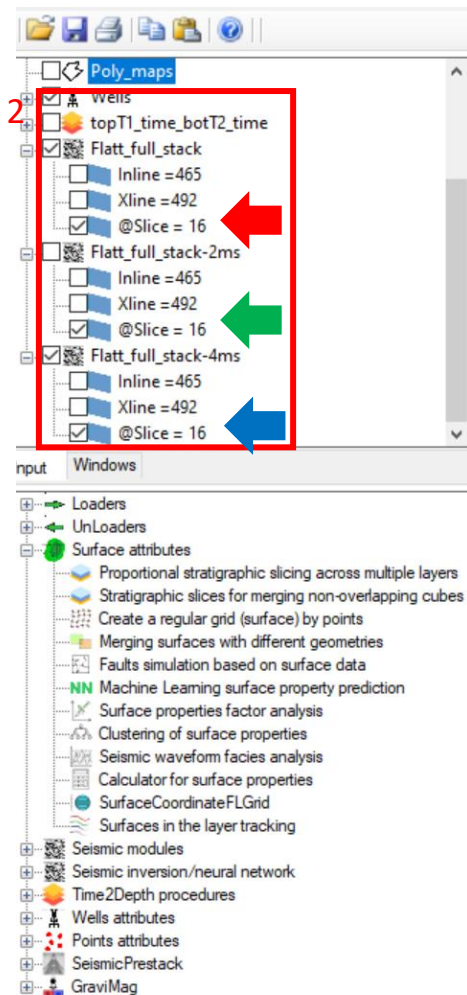 Poly_maps
2
Wells
topT1_time_botT2_time
Flatt_full_stack
Inline =465
Xline =492
@Slice = 16
Flatt_full_stack-2ms
Inline =465
Xline =492
@Slice = 16
Flatt_full_stack-4ms
Inline =465
Xline =492
@Slice = 16
nput Windows
Loaders
UnLoaders
Surface attributes
Proportional stratigraphic slicing across multiple layers
Stratigraphic slices for merging non-overlapping cubes
Create a regular grid (surface) by points
Merging surfaces with different geometries
Faults simulation based on surface data
NN Machine Learning surface property prediction
Surface properties factor analysis
Clustering of surface properties
Seismic waveform facies analysis
Calculator for surface properties
SurfaceCoordinateFLGrid
Surfaces in the layer tracking
Seismic modules
Seismic inversion/neural network
Time2Depth procedures
Wells attributes
Points attributes
SeismicPrestack
GraviMag